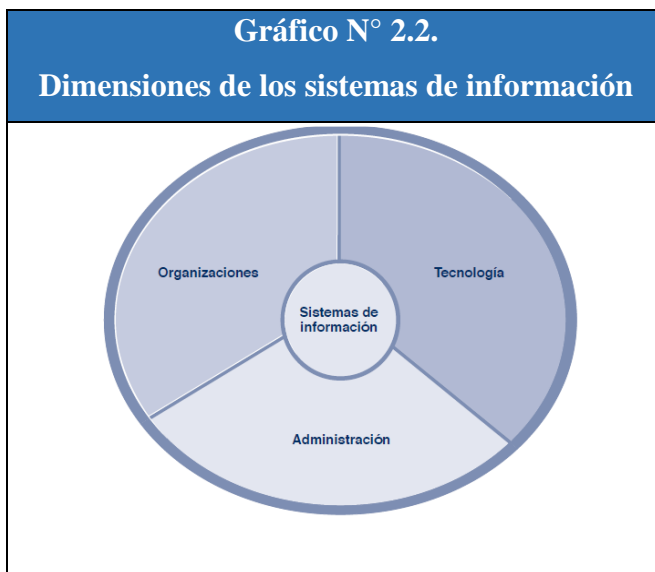 Gráfico N° 2.2.
Dimensiones de los sistemas de información
Organizaciones
Tecnología
Sistemas de
información
Administración